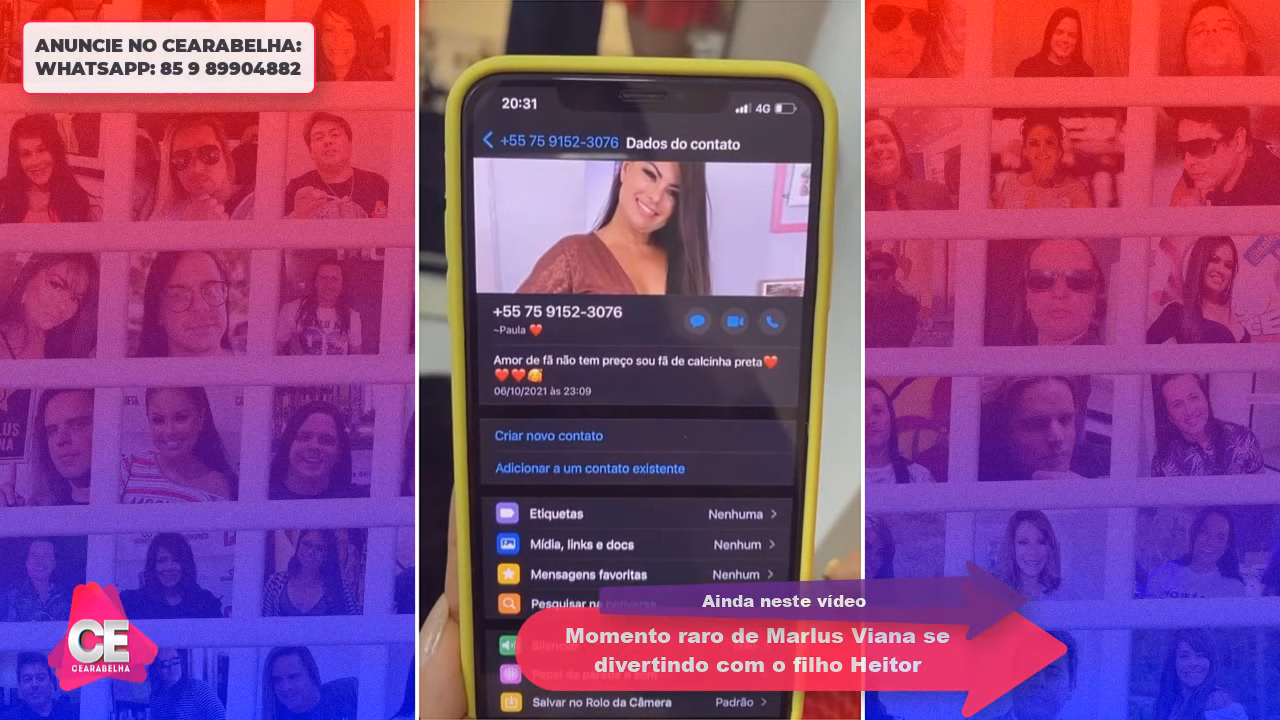 ANUNCIE NO CEARABELHA:
WHATSAPP: 85 9 89904882
20:31
4G
+55 75 9152-3076 Dados do contato
+55 75 9152-3076
~Paula ❤️
Amor de fã não tem preço sou fã de calcinha preta❤️
❤️❤️🥰
06/10/2021 às 23:09
Criar novo contato
Adicionar a um contato existente
Etiquetas Nenhuma
Mídia, links e docs Nenhum
Mensagens favoritas Nenhum
Pesquisar na conversa
Ainda neste vídeo
Momento raro de Marlus Viana se
divertindo com o filho Heitor
Salvar no Rolo da Câmera Padrão
CE
CEARABELHA